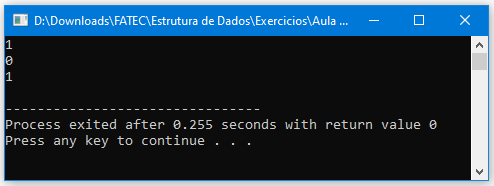 D:\Downloads\FATEC\Estrutura de Dados\Exercicios\Aula ...
1
0
1
--------------------------------
Process exited after 0.255 seconds with return value 0
Press any key to continue . . .